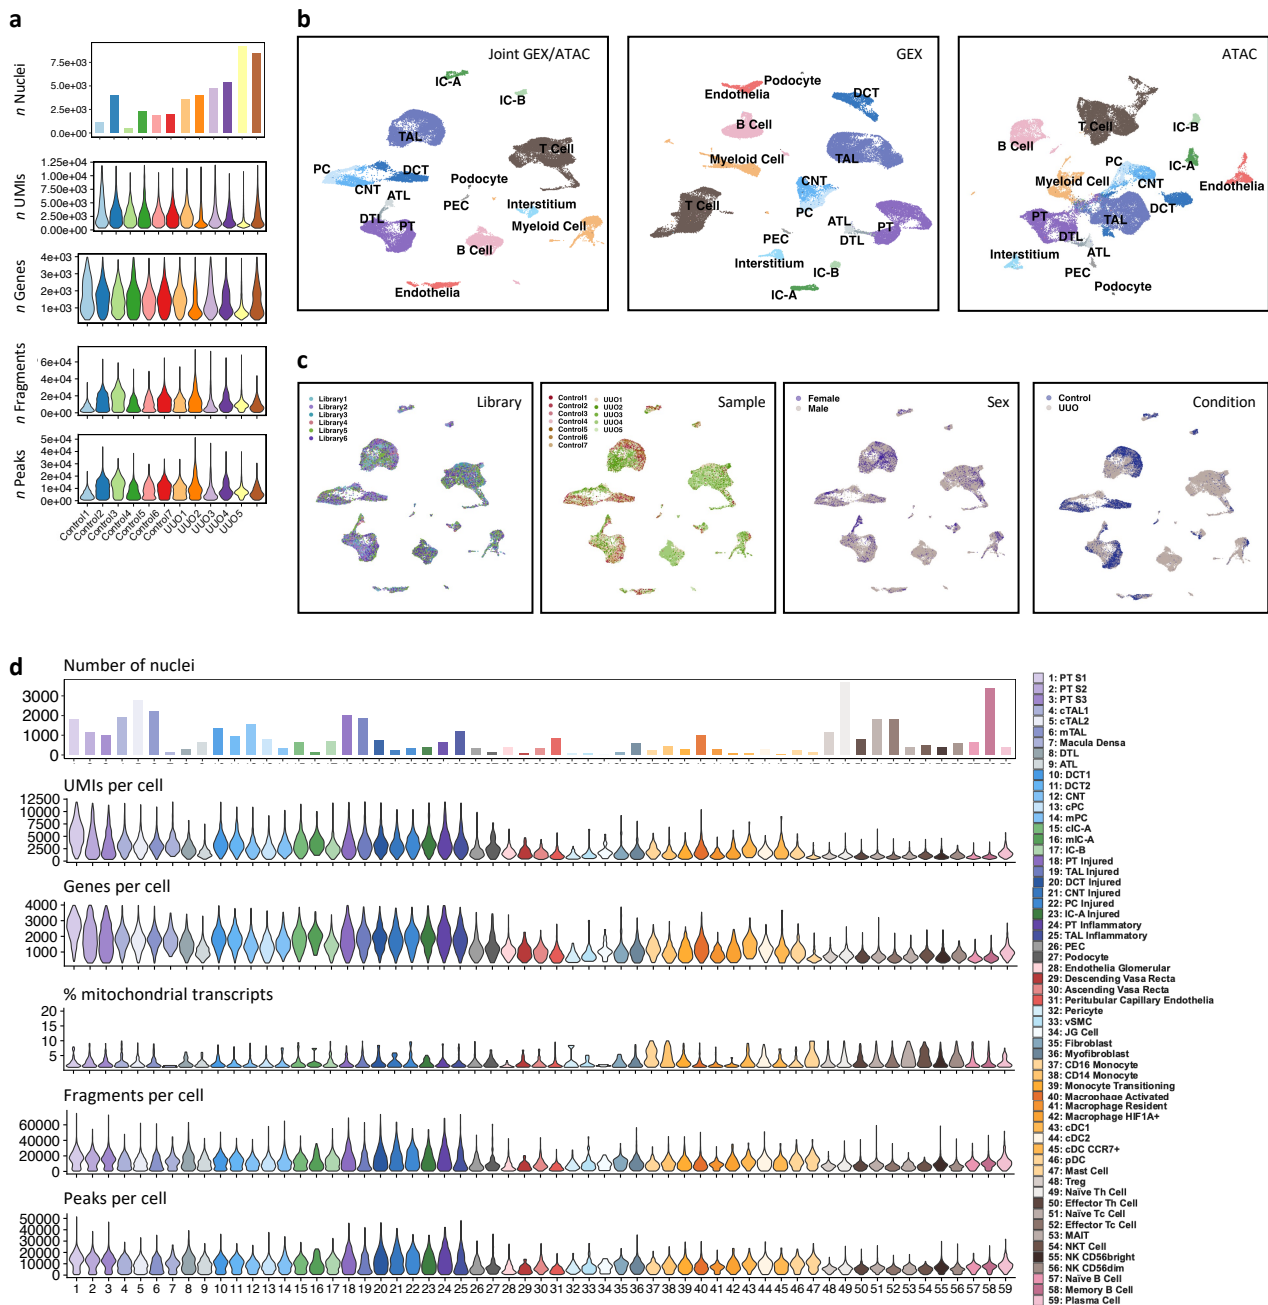 a
n Nuclei
7.5e+03
5.0e+03
2.5e+03
0.0e+00
n UMIs
1.25e+04
1.00e+04
7.50e+03
5.00e+03
2.50e+03
0.00e+00
n Genes
4e+03
3e+03
2e+03
1e+03
n Fragments
6e+04
4e+04
2e+04
0e+00
n Peaks
5e+04
4e+04
3e+04
2e+04
1e+04
0e+00
Control1
Control2
Control3
Control4
Control5
Control6
Control7
UUO1
UUO2
UUO3
UUO4
UUO5
b
Joint GEX/ATAC
IC-A
IC-B
TAL
T Cell
PC
DCT
CNT
ATL
Podocyte
PEC
Interstitium
DTL
PT
Myeloid Cell
B Cell
Endothelia
GEX
Podocyte
Endothelia
DCT
B Cell
Myeloid Cell
TAL
CNT
T Cell
PC
ATL
PT
PEC
DTL
Interstitium
IC-B
IC-A
ATAC
T Cell
IC-B
B Cell
PC
IC-A
Myeloid Cell
CNT
Endothelia
PT
TAL
DCT
DTL
ATL
Interstitium
PEC
Podocyte
c
Library
Library1
Library2
Library3
Library4
Library5
Library6
Sample
Control1
Control2
Control3
Control4
Control5
Control6
Control7
UUO1
UUO2
UUO3
UUO4
UUO5
Sex
Female
Male
Condition
Control
UUO
d
Number of nuclei
3000
2000
1000
0
UMIs per cell
12500
10000
7500
5000
2500
0
Genes per cell
4000
3000
2000
1000
% mitochondrial transcripts
20
15
10
5
Fragments per cell
60000
40000
20000
0
Peaks per cell
50000
40000
30000
20000
10000
0
1 2 3 4 5 6 7 8 9 10 11 12 13 14 15 16 17 18 19 20 21 22 23 24 25 26 27 28 29 30 31 32 33 34 35 36 37 38 39 40 41 42 43 44 45 46 47 48 49 50 51 52 53 54 55 56 57 58 59
1: PT S1
2: PT S2
3: PT S3
4: cTAL1
5: cTAL2
6: mTAL
7: Macula Densa
8: DTL
9: ATL
10: DCT1
11: DCT2
12: CNT
13: cPC
14: mPC
15: cIC-A
16: mIC-A
17: IC-B
18: PT Injured
19: TAL Injured
20: DCT Injured
21: CNT Injured
22: PC Injured
23: IC-A Injured
24: PT Inflammatory
25: TAL Inflammatory
26: PEC
27: Podocyte
28: Endothelia Glomerular
29: Descending Vasa Recta
30: Ascending Vasa Recta
31: Peritubular Capillary Endothelia
32: Pericyte
33: vSMC
34: JG Cell
35: Fibroblast
36: Myofibroblast
37: CD16 Monocyte
38: CD14 Monocyte
39: Monocyte Transitioning
40: Macrophage Activated
41: Macrophage Resident
42: Macrophage HIF1A+
43: cDC1
44: cDC2
45: cDC CCR7+
46: pDC
47: Mast Cell
48: Treg
49: Naïve Th Cell
50: Effector Th Cell
51: Naïve Tc Cell
52: Effector Tc Cell
53: MAIT
54: NKT Cell
55: NK CD56bright
56: NK CD56dim
57: Naïve B Cell
58: Memory B Cell
59: Plasma Cell